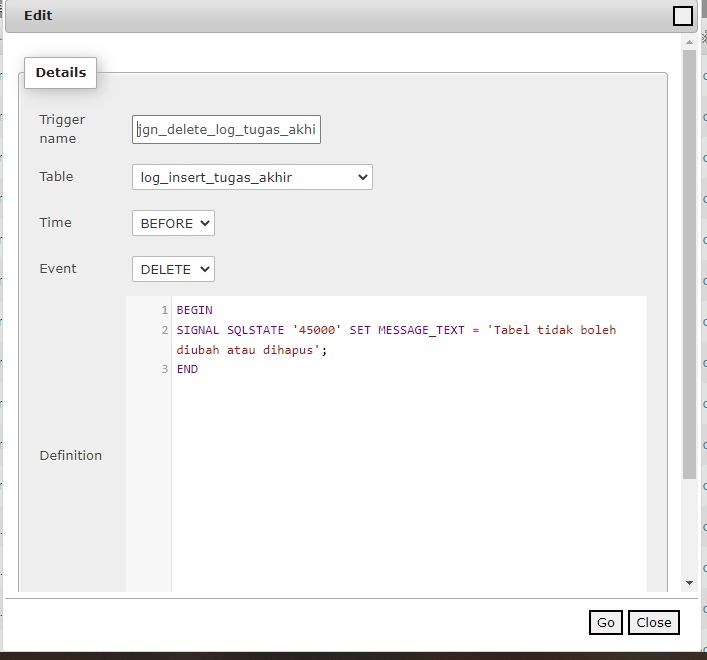 Edit
Details
Trigger
name
jgn_delete_log_tugas_akhi
Table
log_insert_tugas_akhir
Time
BEFORE
Event
DELETE
1 BEGIN
2 SIGNAL SQLSTATE '45000' SET MESSAGE_TEXT = 'Tabel tidak boleh
diubah atau dihapus';
3 END
Definition
Go
Close